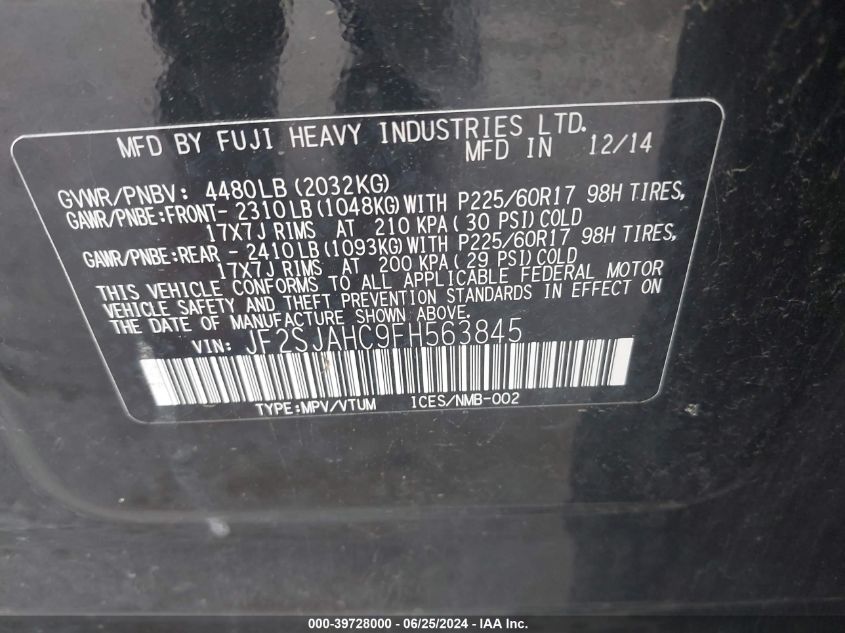 MFD BY FUJI HEAVY INDUSTRIES LTD.
MFD IN 12/14
GVWR/PNBV: 4480LB(2032KG)
GAWR/PNBE:FRONT- 2310LB(1048KG)WITH P225/60R17 98H TIRES,
17X7J RIMS AT 210 KPA( 30 PSI)COLD
GAWR/PNBE:REAR - 2410LB(1093KG)WITH P225/60R17 98H TIRES,
17X7J RIMS AT 200 KPA( 29 PSI)COLD
THIS VEHICLE CONFORMS TO ALL APPLICABLE FEDERAL MOTOR
VEHICLE SAFETY AND THEFT PREVENTION STANDARDS IN EFFECT ON
THE DATE OF MANUFACTURE SHOWN ABOVE.
VIN: JF2SJAHC9FH563845
TYPE:MPV/VTUM ICES/NMB-002
000-39728000 - 06/25/2024 - IAA Inc.